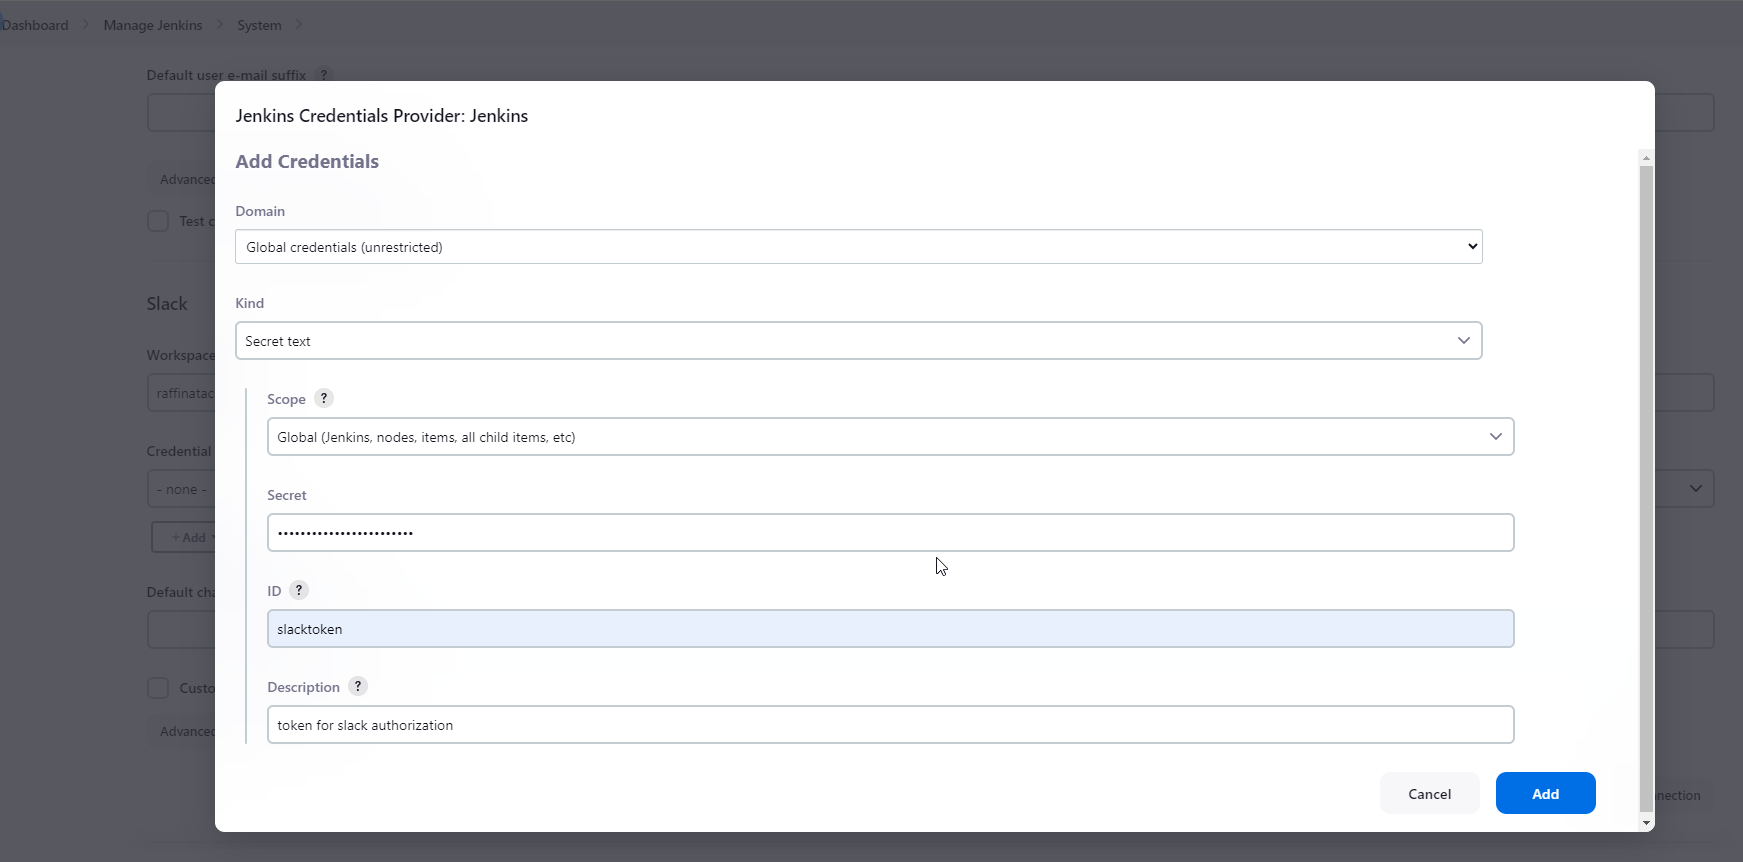 Dashboard > Manage Jenkins > System >
Default user e-mail suffix ?
Jenkins Credentials Provider: Jenkins
Add Credentials
Advanced
Domain
Test c
Global credentials (unrestricted)
Slack
Kind
Secret text
Workspace
raffinatac
Scope ?
Global (Jenkins, nodes, items, all child items, etc)
Credential
- none -
Secret
••••••••••••••••••••••••
+ Add
ID ?
Default cha
slacktoken
Description ?
Custo
token for slack authorization
Advanced
Cancel
Add
nnection